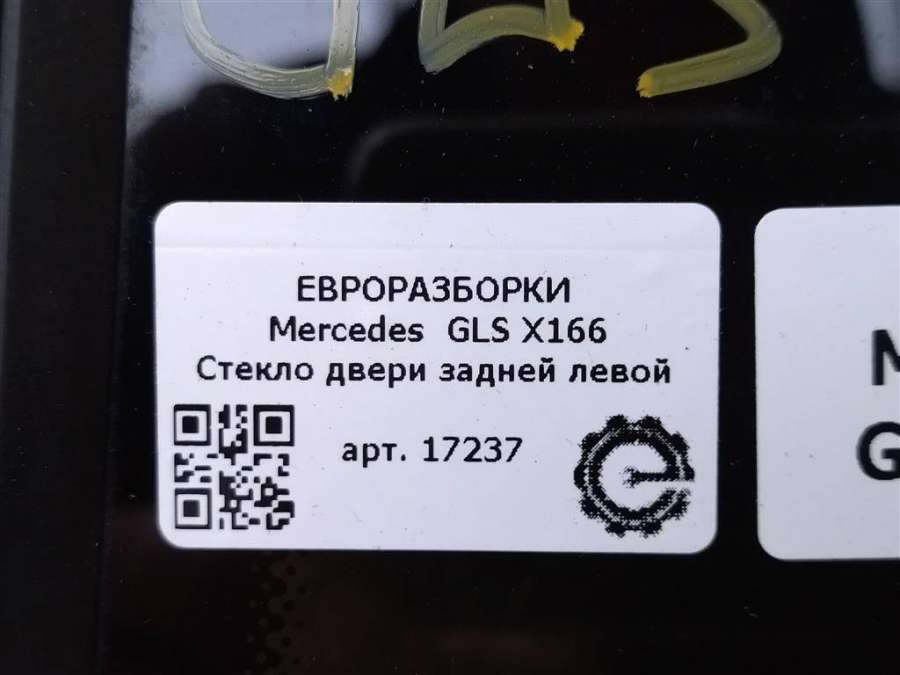 ЕВРОРАЗБОРКИ
Mercedes GLS X166
Стекло двери задней левой
арт. 17237